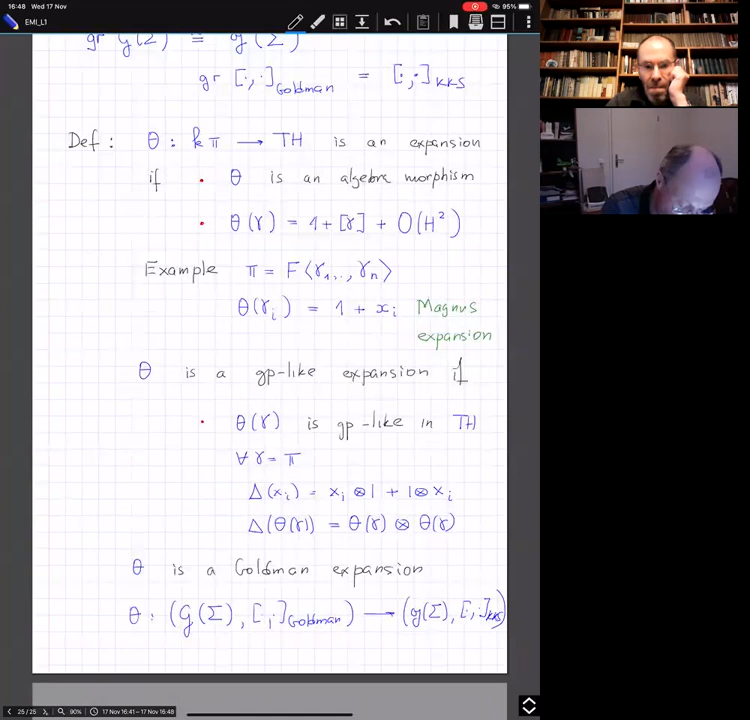 16:48 Wed 17 Nov
95%
EMI_L1
gr G(Σ) ≅ g(Σ)
gr [·,·]Goldman = [·,·]KKS
Def: θ: kπ → TH is an expansion
if • θ is an algebra morphism
• θ(γ) = 1 + [γ] + O(H²)
Example π = F⟨γ₁,.., γₙ⟩
θ(γᵢ) = 1 + xᵢ Magnus
expansion
θ is a gp-like expansion if
• θ(γ) is gp-like in TH
∀ γ = π
Δ(xᵢ) = xᵢ ⊗ 1 + 1 ⊗ xᵢ
Δ(θ(γ)) = θ(γ) ⊗ θ(γ)
θ is a Goldman expansion
θ: (G(Σ), [·,·]Goldman) → (g(Σ), [·,·]KKS)
25/25
90%
17 Nov 16:41–17 Nov 16:48